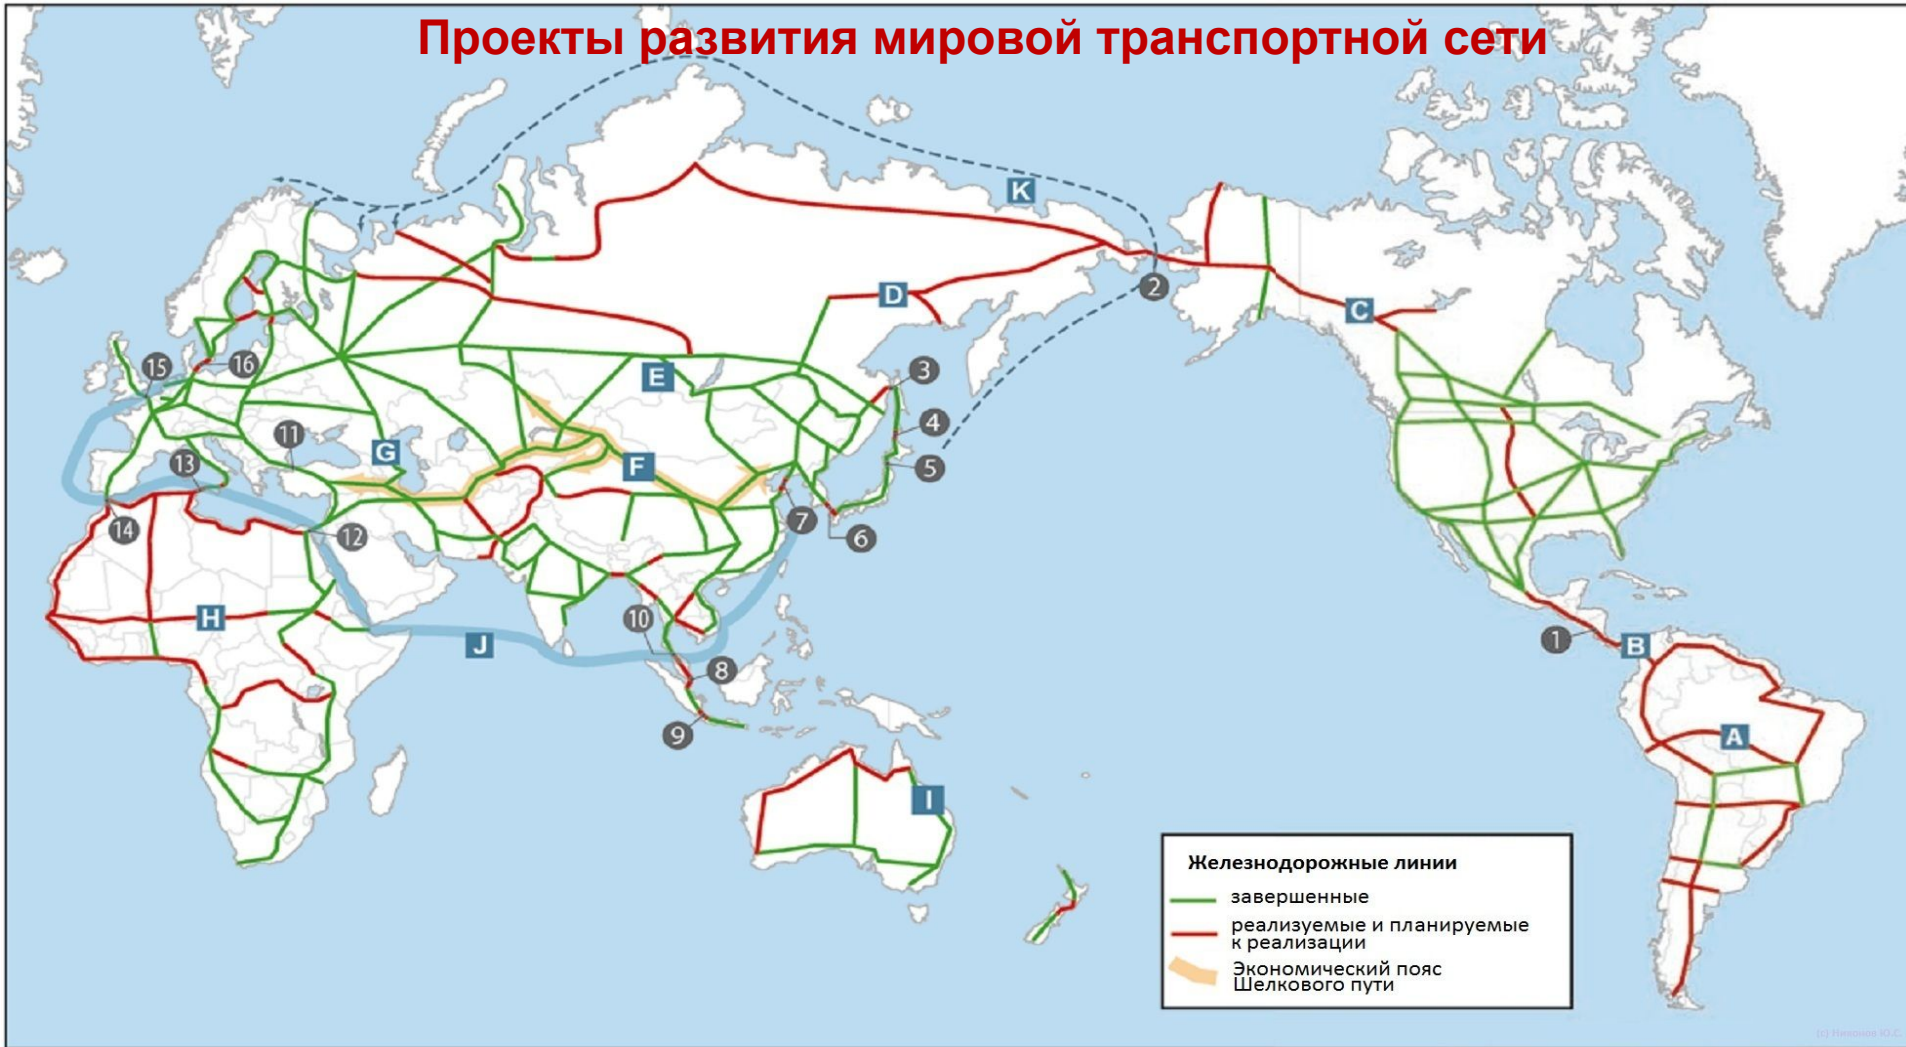 Проекты развития мировой транспортной сети
K
2
D
C
15
16
E
3
4
11
G
13
F
5
14
12
7
6
H
10
J
8
1
B
9
A
I
Железнодорожные линии
завершенные
реализуемые и планируемые
к реализации
Экономический пояс
Шелкового пути
(c) Низовов Ю.С.